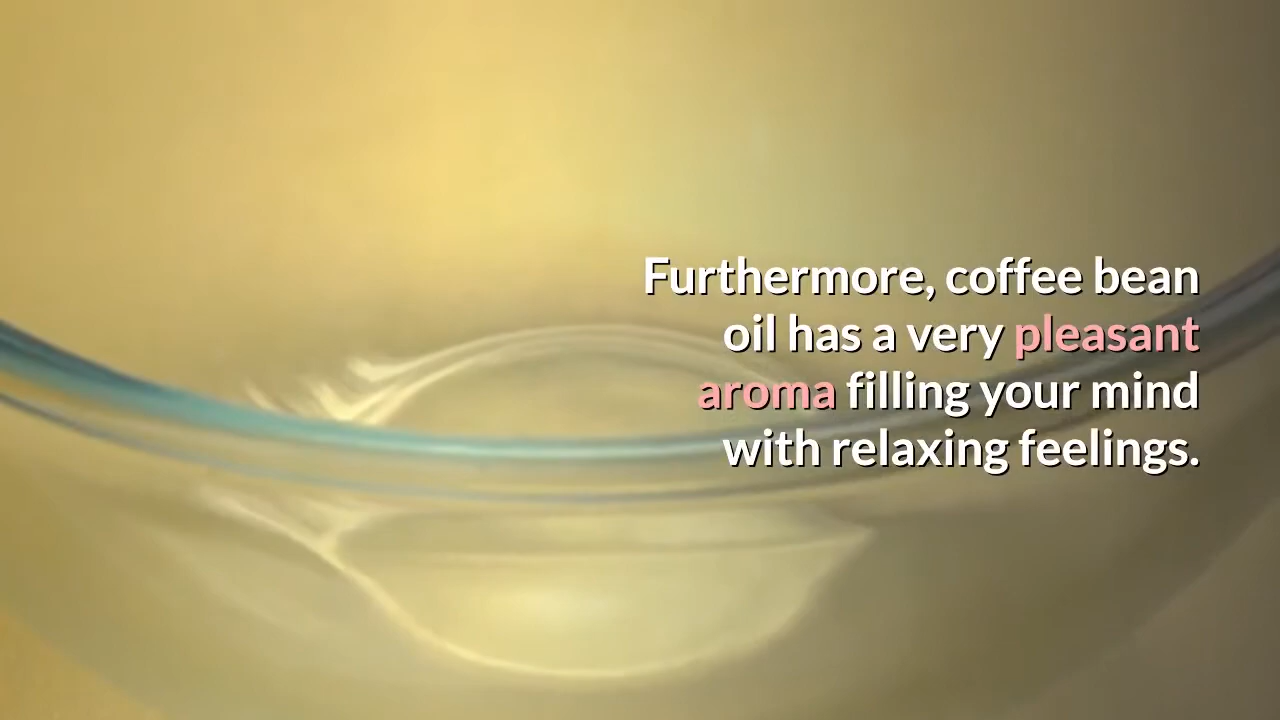 Furthermore, coffee bean
oil has a very pleasant
aroma filling your mind
with relaxing feelings.